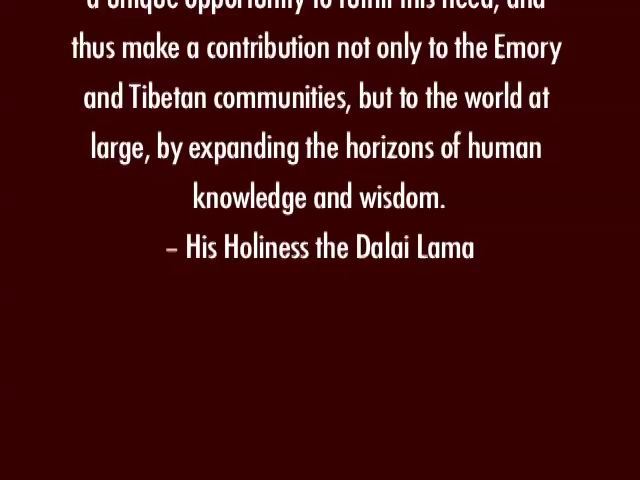 a unique opportunity to fulfill this need, and
thus make a contribution not only to the Emory
and Tibetan communities, but to the world at
large, by expanding the horizons of human
knowledge and wisdom.
– His Holiness the Dalai Lama